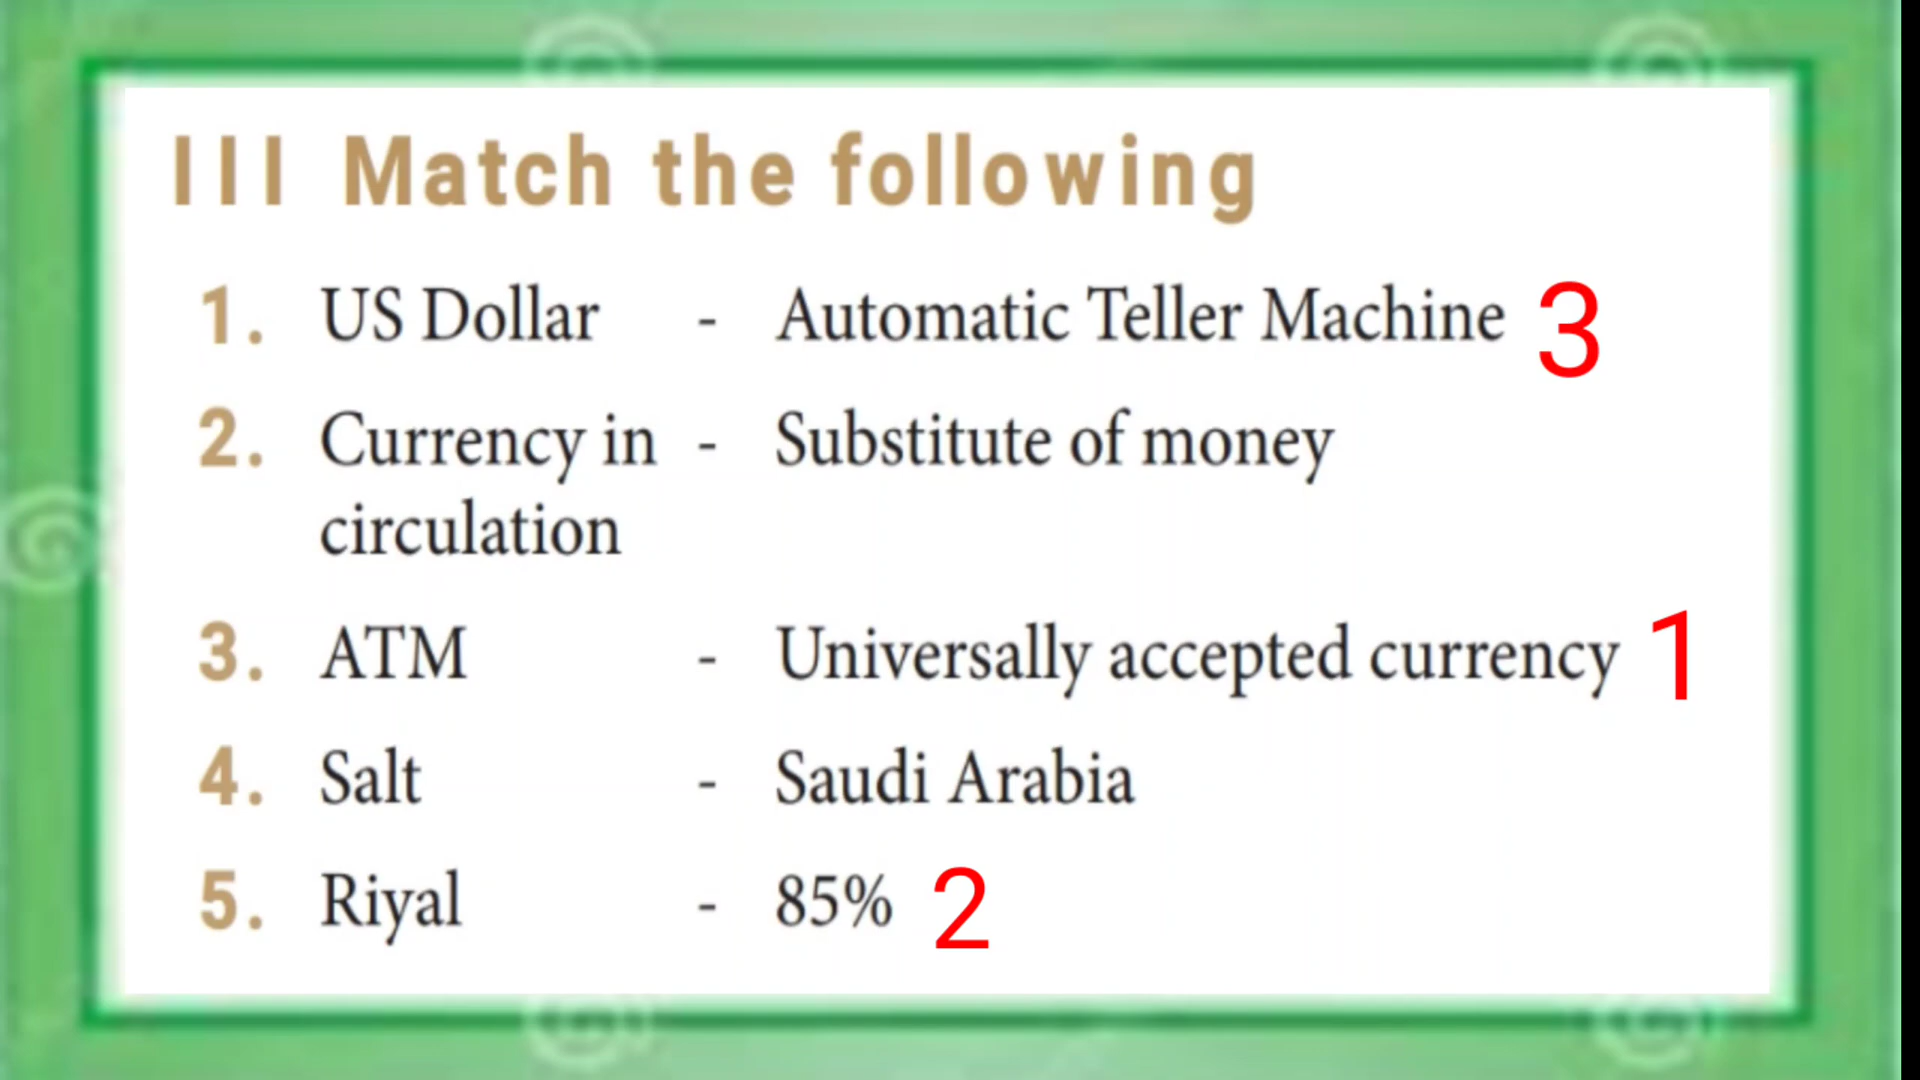 III Match the following
1. US Dollar - Automatic Teller Machine 3
2. Currency in - Substitute of money
circulation
3. ATM - Universally accepted currency 1
4. Salt - Saudi Arabia
5. Riyal - 85% 2